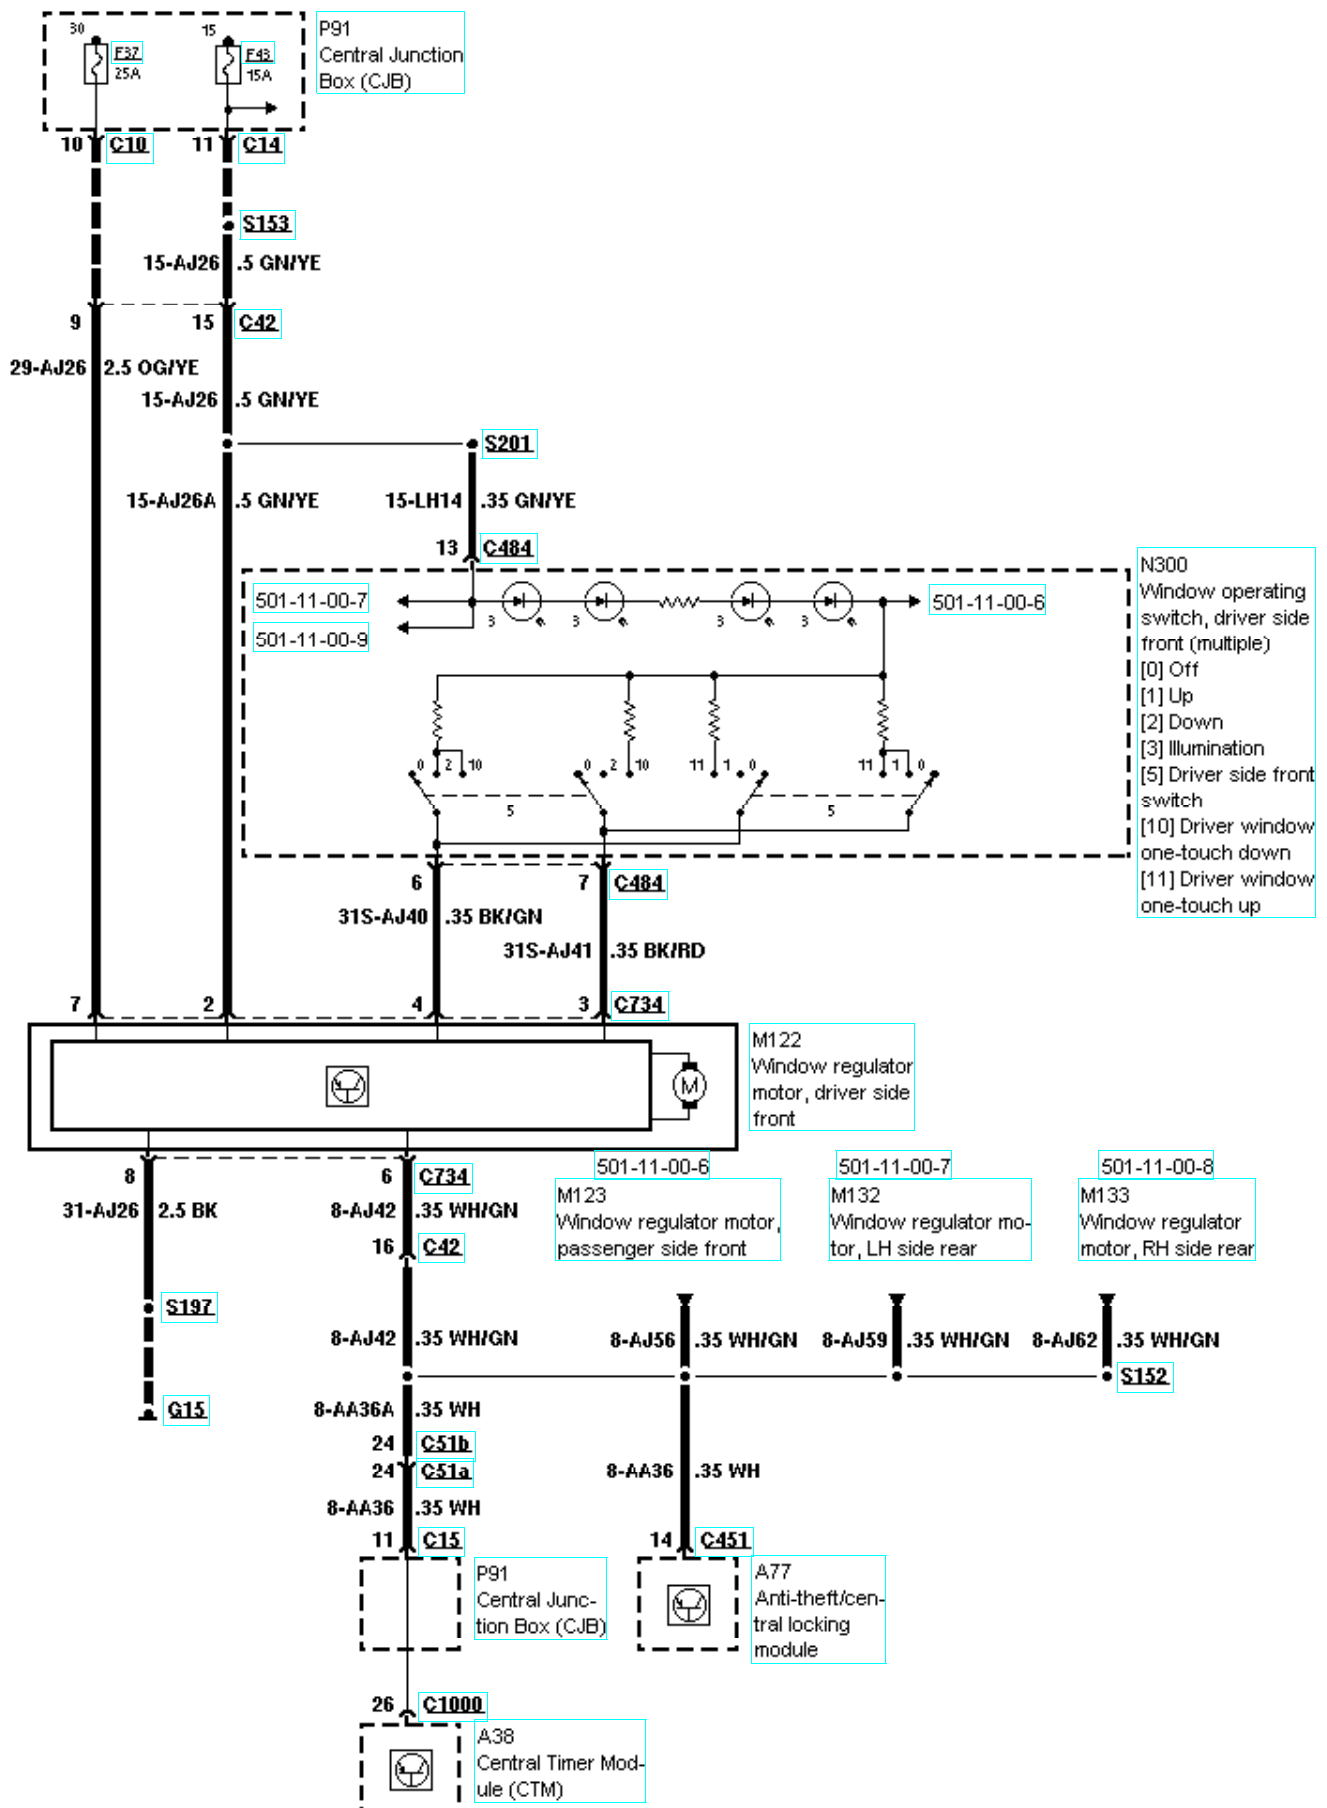 30
15
P91
Central Junction
Box (CJB)
F37
25A
F43
15A
10
C10
11
C14
S153
15-AJ26
.5 GN/YE
9
15
C42
29-AJ26
2.5 OG/YE
15-AJ26
.5 GN/YE
S201
15-AJ26A
.5 GN/YE
15-LH14
.35 GN/YE
13
C484
501-11-00-7
501-11-00-9
3
3
3
3
501-11-00-6
N300
Window operating
switch, driver side
front (multiple)
[0] Off
[1] Up
[2] Down
[3] Illumination
[5] Driver side front
switch
[10] Driver window
one-touch down
[11] Driver window
one-touch up
0 2 10
0 2 10
11 1 0
11 1 0
5
5
6
7
C484
31S-AJ40
.35 BK/GN
31S-AJ41
.35 BK/RD
7
2
4
3
C734
M
M122
Window regulator
motor, driver side
front
8
6
C734
31-AJ26
2.5 BK
8-AJ42
.35 WH/GN
16
C42
501-11-00-6
M123
Window regulator motor,
passenger side front
501-11-00-7
M132
Window regulator mo-
tor, LH side rear
501-11-00-8
M133
Window regulator
motor, RH side rear
S197
8-AJ42
.35 WH/GN
8-AJ56
.35 WH/GN
8-AJ59
.35 WH/GN
8-AJ62
.35 WH/GN
S152
G15
8-AA36A
.35 WH
24
C51b
24
C51a
8-AA36
.35 WH
8-AA36
.35 WH
11
C15
14
C451
P91
Central Junc-
tion Box (CJB)
A77
Anti-theft/cen-
tral locking
module
26
C1000
A38
Central Timer Mod-
ule (CTM)